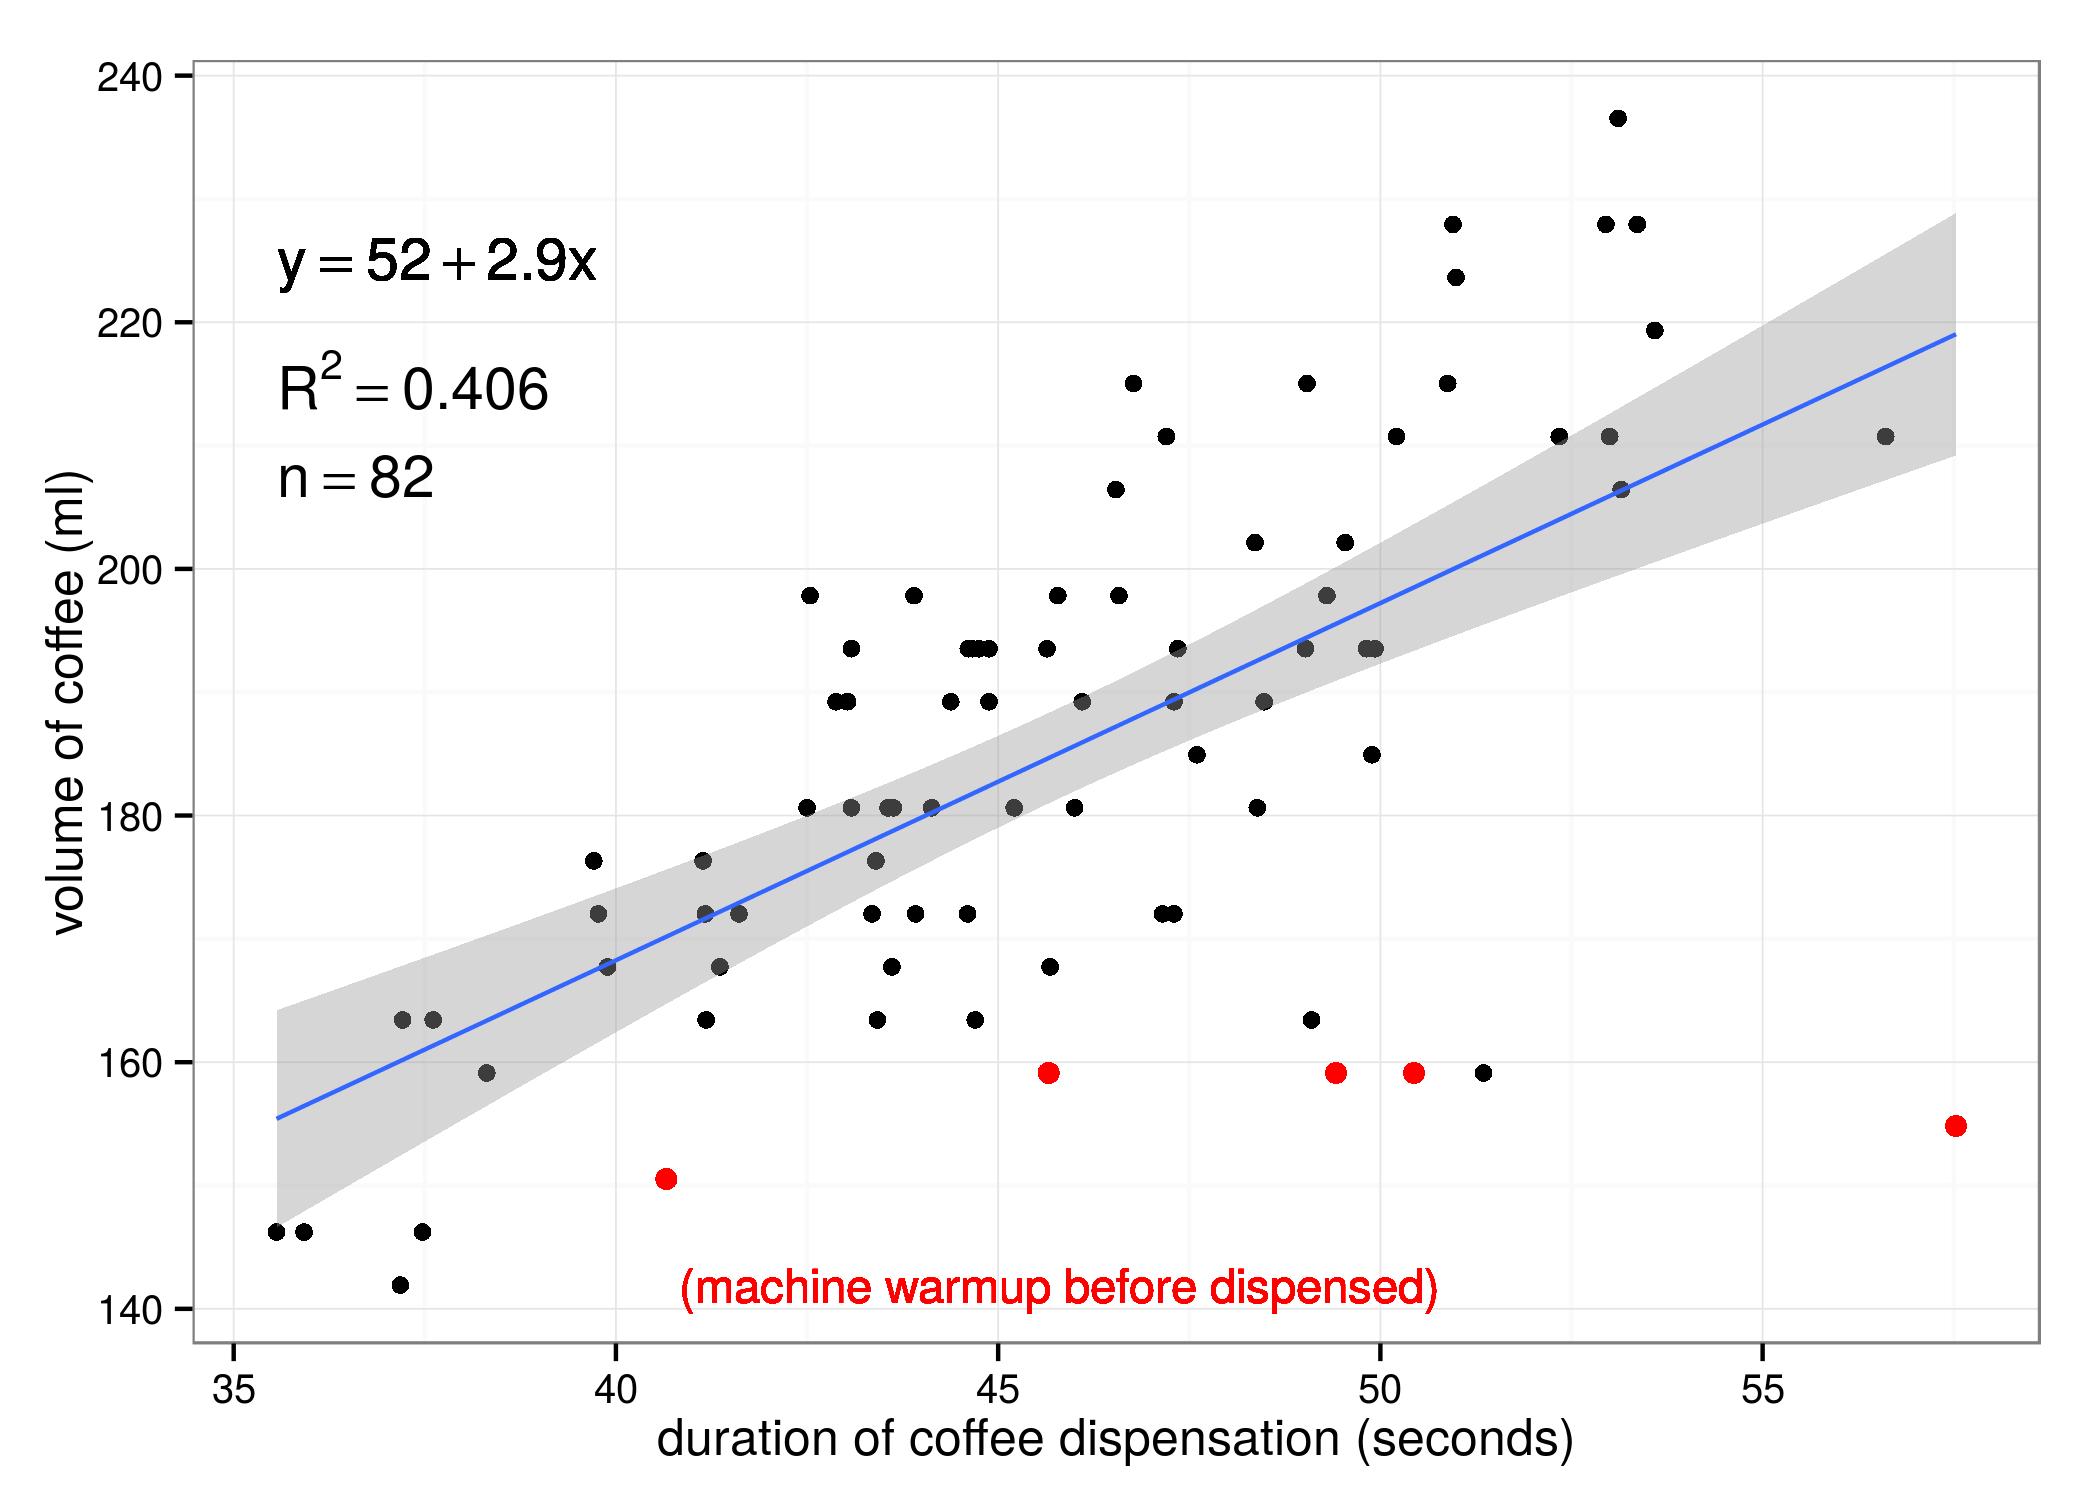 240
220
200
180
160
140
volume of coffee (ml)
y = 52 + 2.9x
R² = 0.406
n = 82
(machine warmup before dispensed)
35 40 45 50 55
duration of coffee dispensation (seconds)